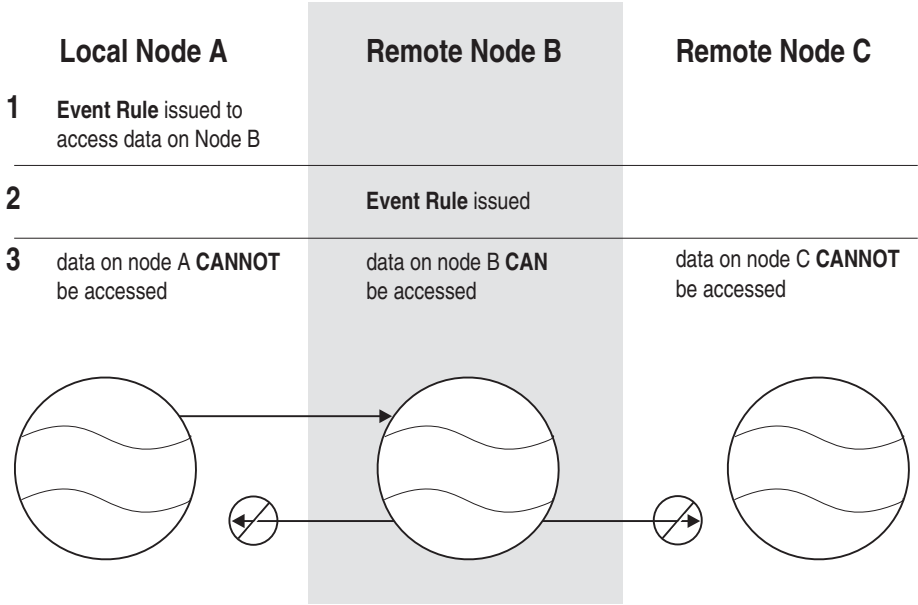 Local Node A
Remote Node B
Remote Node C
1
Event Rule issued to
access data on Node B
2
Event Rule issued
3
data on node A CANNOT
be accessed
data on node B CAN
be accessed
data on node C CANNOT
be accessed